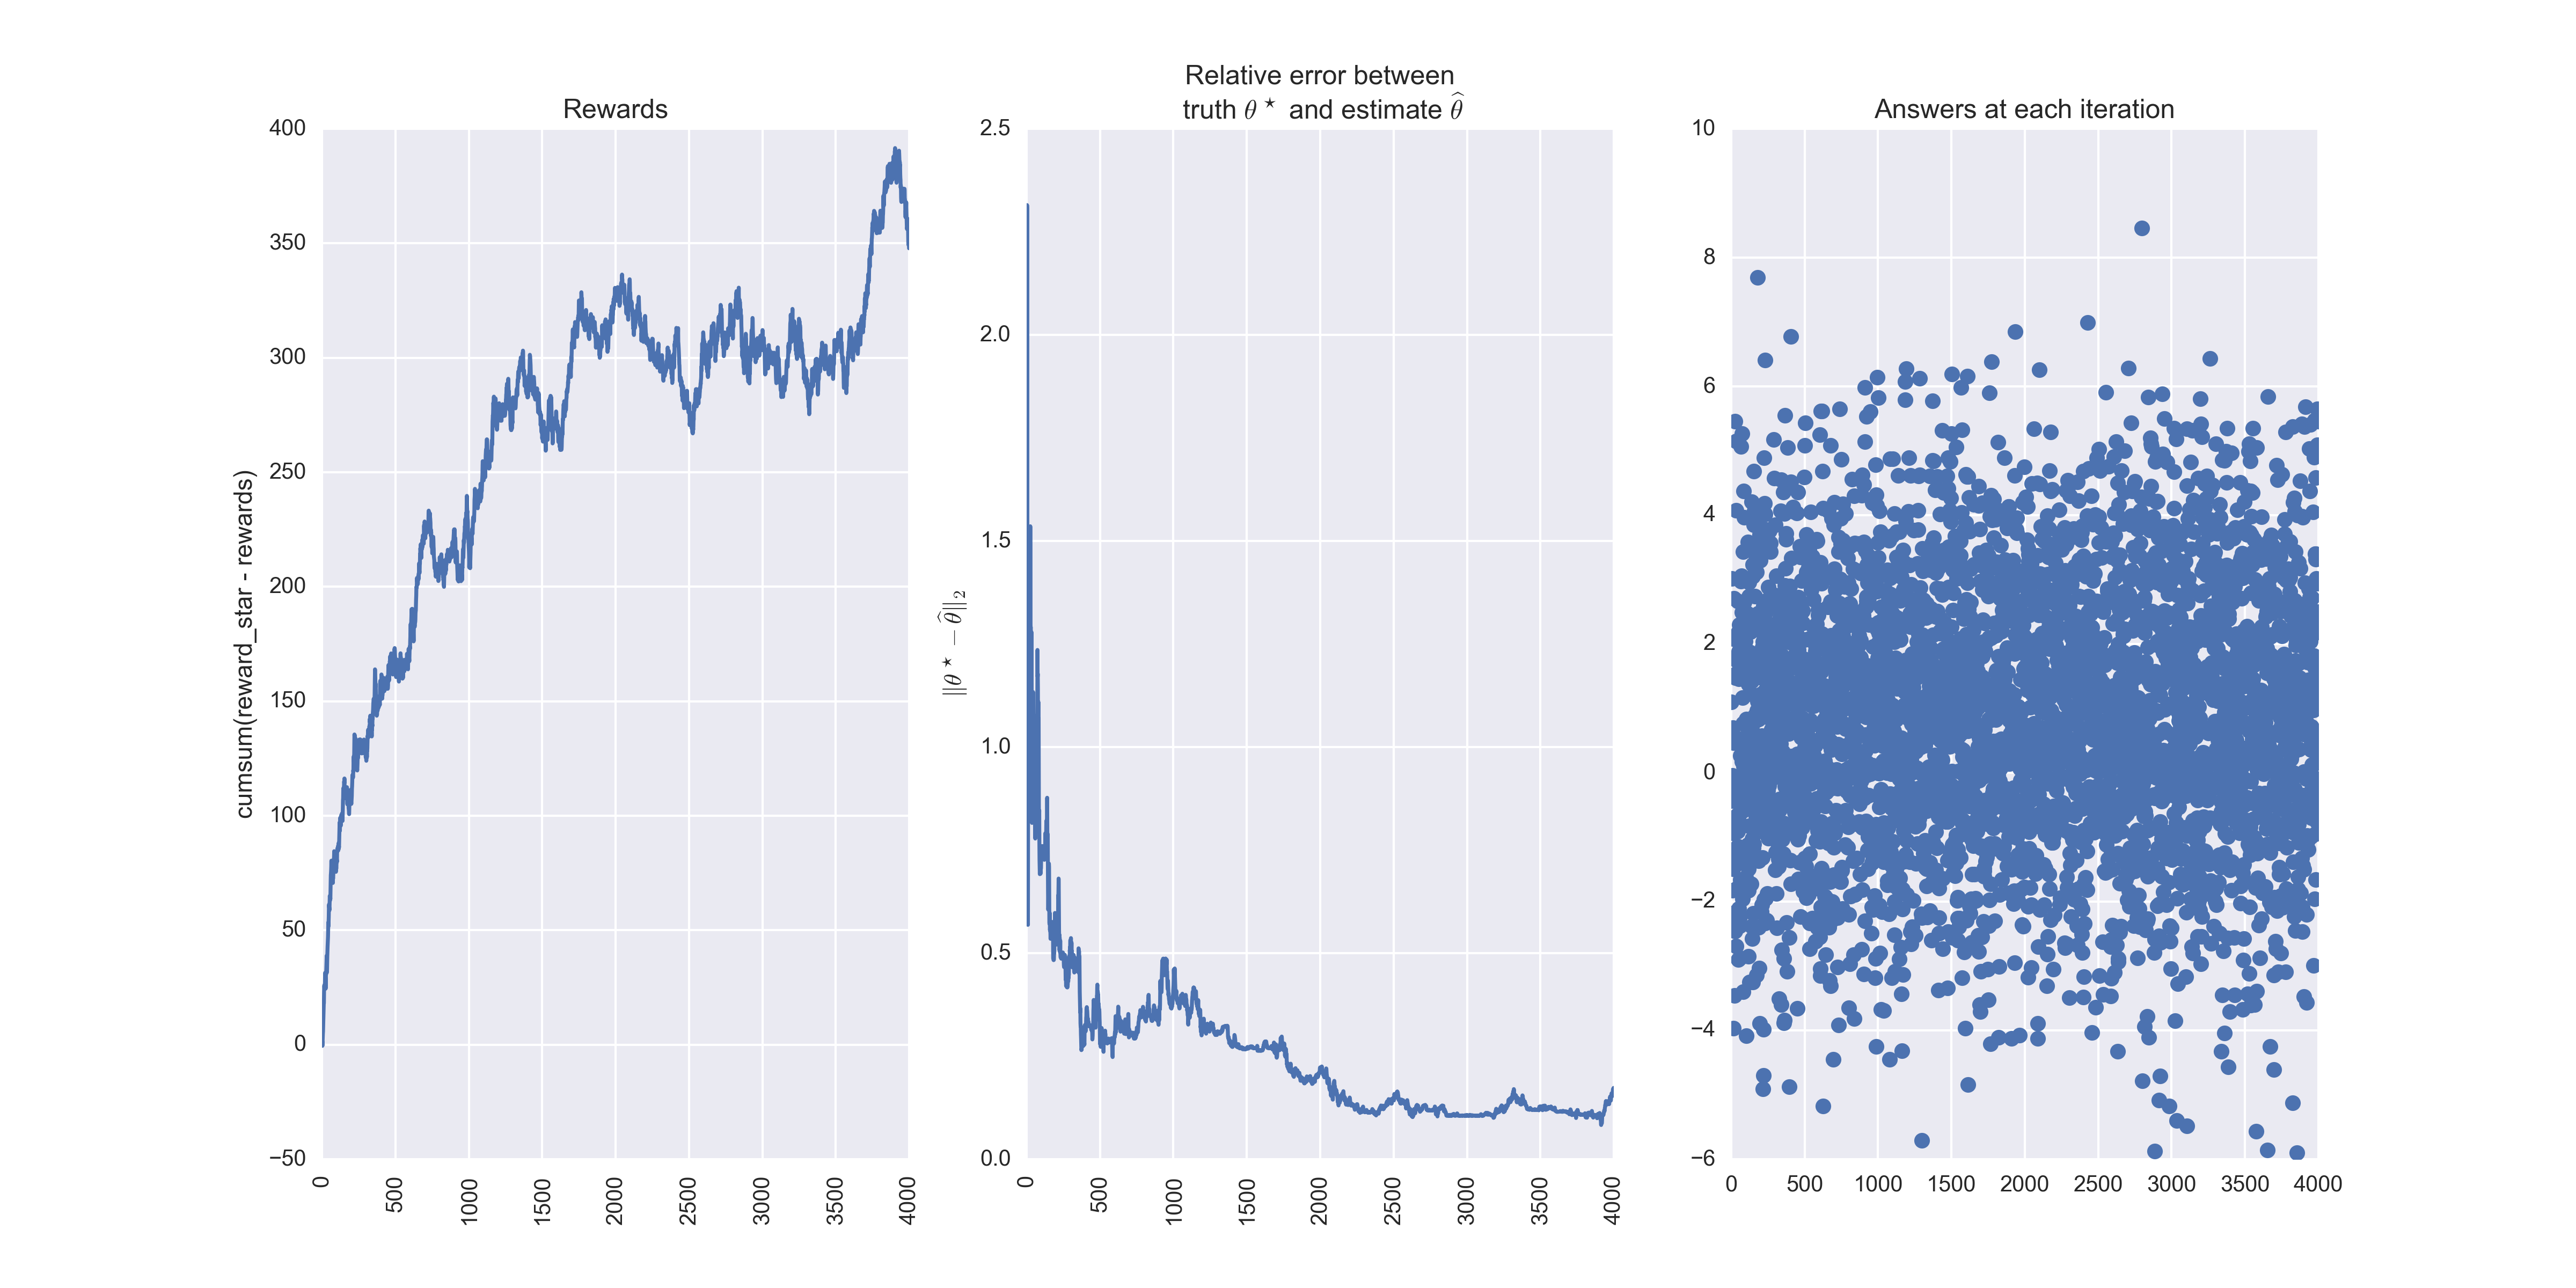 Rewards
400
350
300
250
200
150
100
50
0
−50
cumsum(reward_star - rewards)
0 500 1000 1500 2000 2500 3000 3500 4000
Relative error between
truth θ⋆ and estimate θ̂
2.5
2.0
1.5
1.0
0.5
0.0
||θ⋆ − θ̂||₂
0 500 1000 1500 2000 2500 3000 3500 4000
Answers at each iteration
10
8
6
4
2
0
−2
−4
−6
0 500 1000 1500 2000 2500 3000 3500 4000